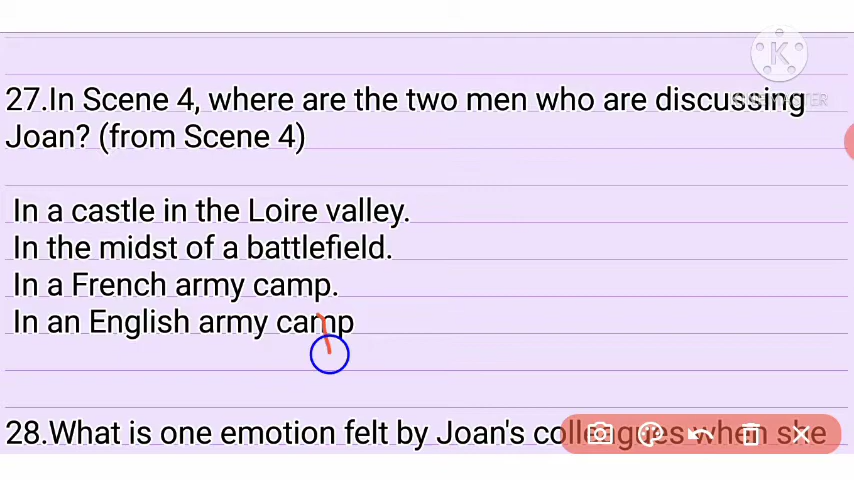 K
27.In Scene 4, where are the two men who are discussing
Joan? (from Scene 4)
In a castle in the Loire valley.
In the midst of a battlefield.
In a French army camp.
In an English army camp
28.What is one emotion felt by Joan's colleagues when she